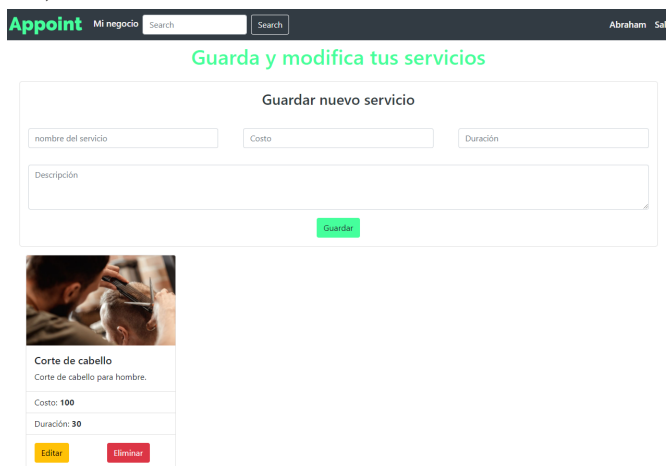 Appoint Mi negocio Search Search Abraham
Guarda y modifica tus servicios
Guardar nuevo servicio
nombre del servicio Costo Duración
Descripción
Guardar
Corte de cabello
Corte de cabello para hombre.
Costo: 100
Duración: 30
Editar Eliminar